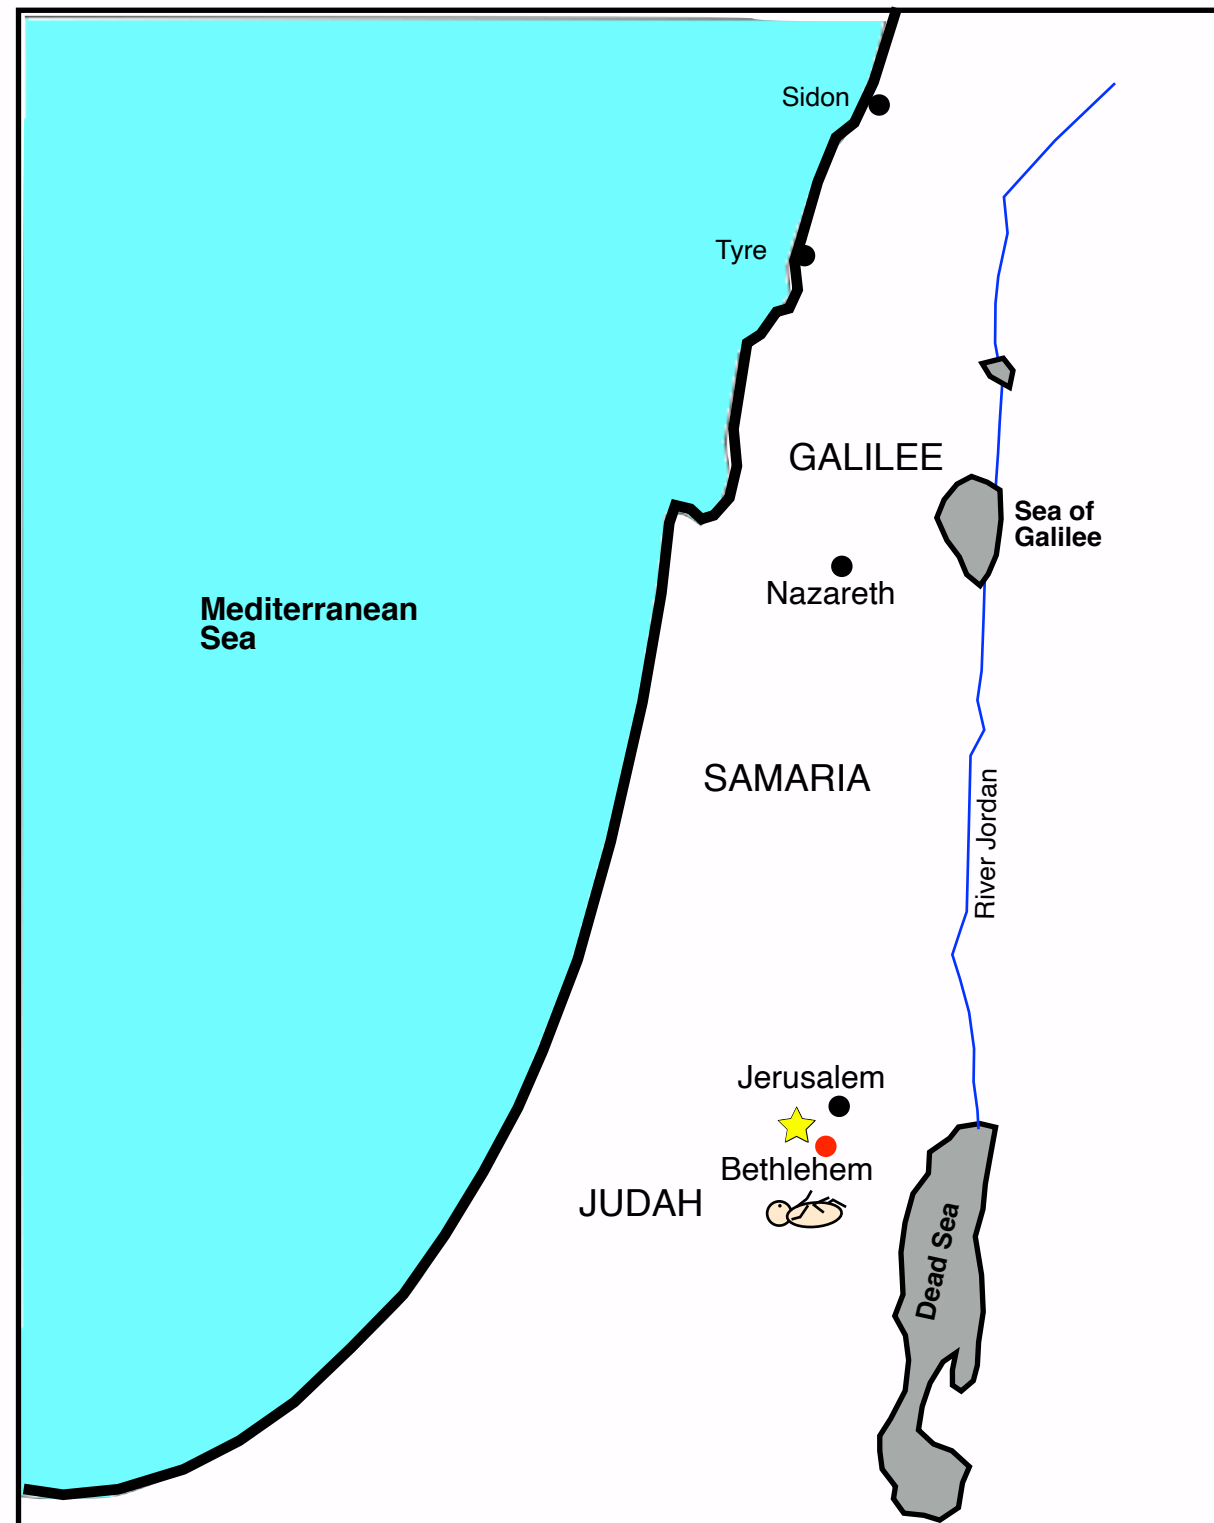 Sidon
Tyre
GALILEE
Sea of
Galilee
Nazareth
Mediterranean
Sea
SAMARIA
River Jordan
Jerusalem
Bethlehem
JUDAH
Dead Sea